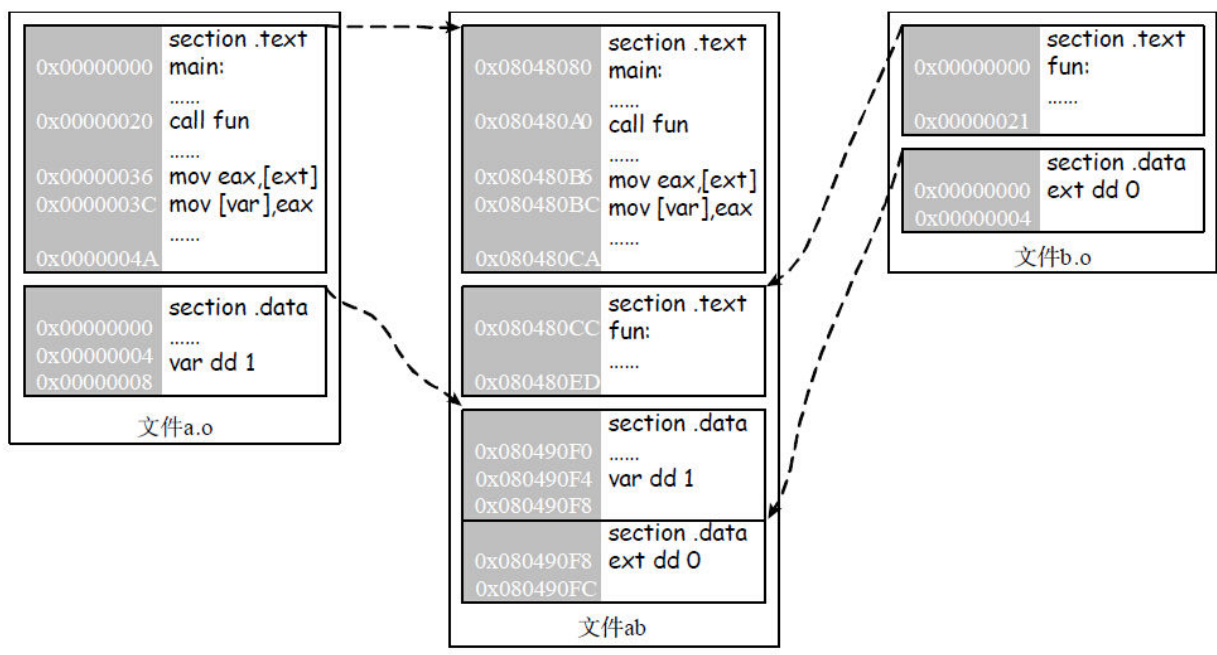 section .text
0x00000000 main:
......
0x00000020 call fun
......
0x00000036 mov eax,[ext]
0x0000003C mov [var],eax
......
0x0000004A
section .data
0x00000000 ......
0x00000004 var dd 1
0x00000008
文件a.o
section .text
0x08048080 main:
......
0x080480A0 call fun
......
0x080480B6 mov eax,[ext]
0x080480BC mov [var],eax
......
0x080480CA
section .text
0x080480CC fun:
......
0x080480ED
section .data
0x080490F0 ......
0x080490F4 var dd 1
0x080490F8
section .data
0x080490F8 ext dd 0
0x080490FC
文件ab
section .text
0x00000000 fun:
......
0x00000021
section .data
0x00000000 ext dd 0
0x00000004
文件b.o